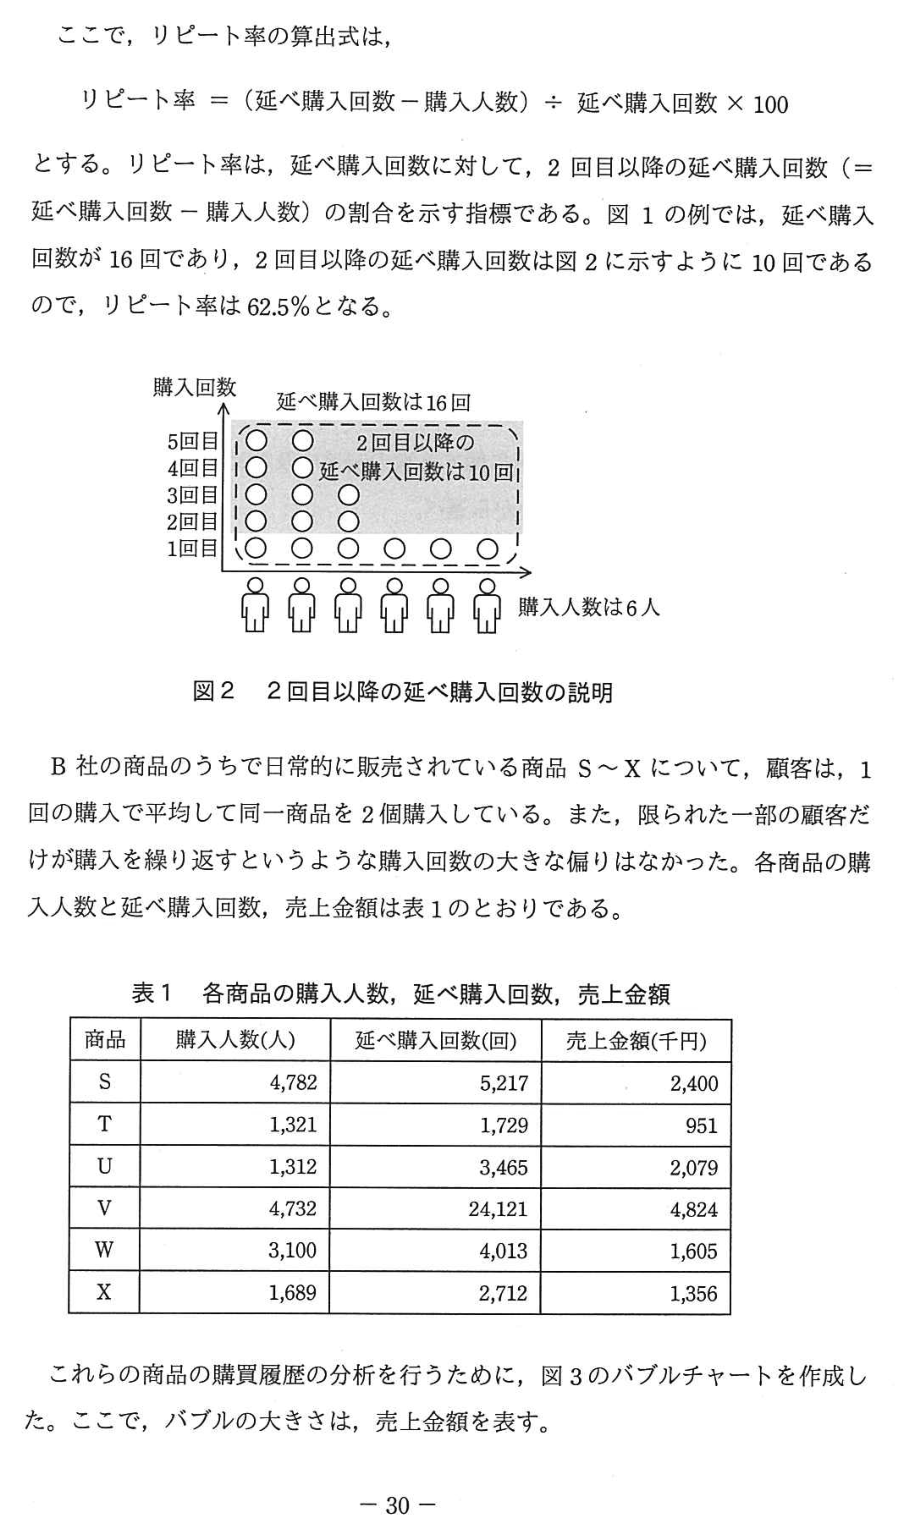 ここで，リピート率の算出式は，
リピート率 ＝（延べ購入回数－購入人数）÷ 延べ購入回数 × 100
とする。リピート率は，延べ購入回数に対して，2 回目以降の延べ購入回数（＝
延べ購入回数 － 購入人数）の割合を示す指標である。図 1 の例では，延べ購入
回数が 16 回であり，2 回目以降の延べ購入回数は図 2 に示すように 10 回である
ので，リピート率は 62.5％となる。
購入回数
延べ購入回数は16回
5回目
2回目以降の
4回目
延べ購入回数は10回
3回目
2回目
1回目
購入人数は6人
図2　2回目以降の延べ購入回数の説明
B 社の商品のうちで日常的に販売されている商品 S～X について，顧客は，1
回の購入で平均して同一商品を 2 個購入している。また，限られた一部の顧客だ
けが購入を繰り返すというような購入回数の大きな偏りはなかった。各商品の購
入人数と延べ購入回数，売上金額は表 1 のとおりである。
表1　各商品の購入人数，延べ購入回数，売上金額
商品 購入人数(人) 延べ購入回数(回) 売上金額(千円)
S 4,782 5,217 2,400
T 1,321 1,729 951
U 1,312 3,465 2,079
V 4,732 24,121 4,824
W 3,100 4,013 1,605
X 1,689 2,712 1,356
これらの商品の購買履歴の分析を行うために，図 3 のバブルチャートを作成し
た。ここで，バブルの大きさは，売上金額を表す。
－ 30 －